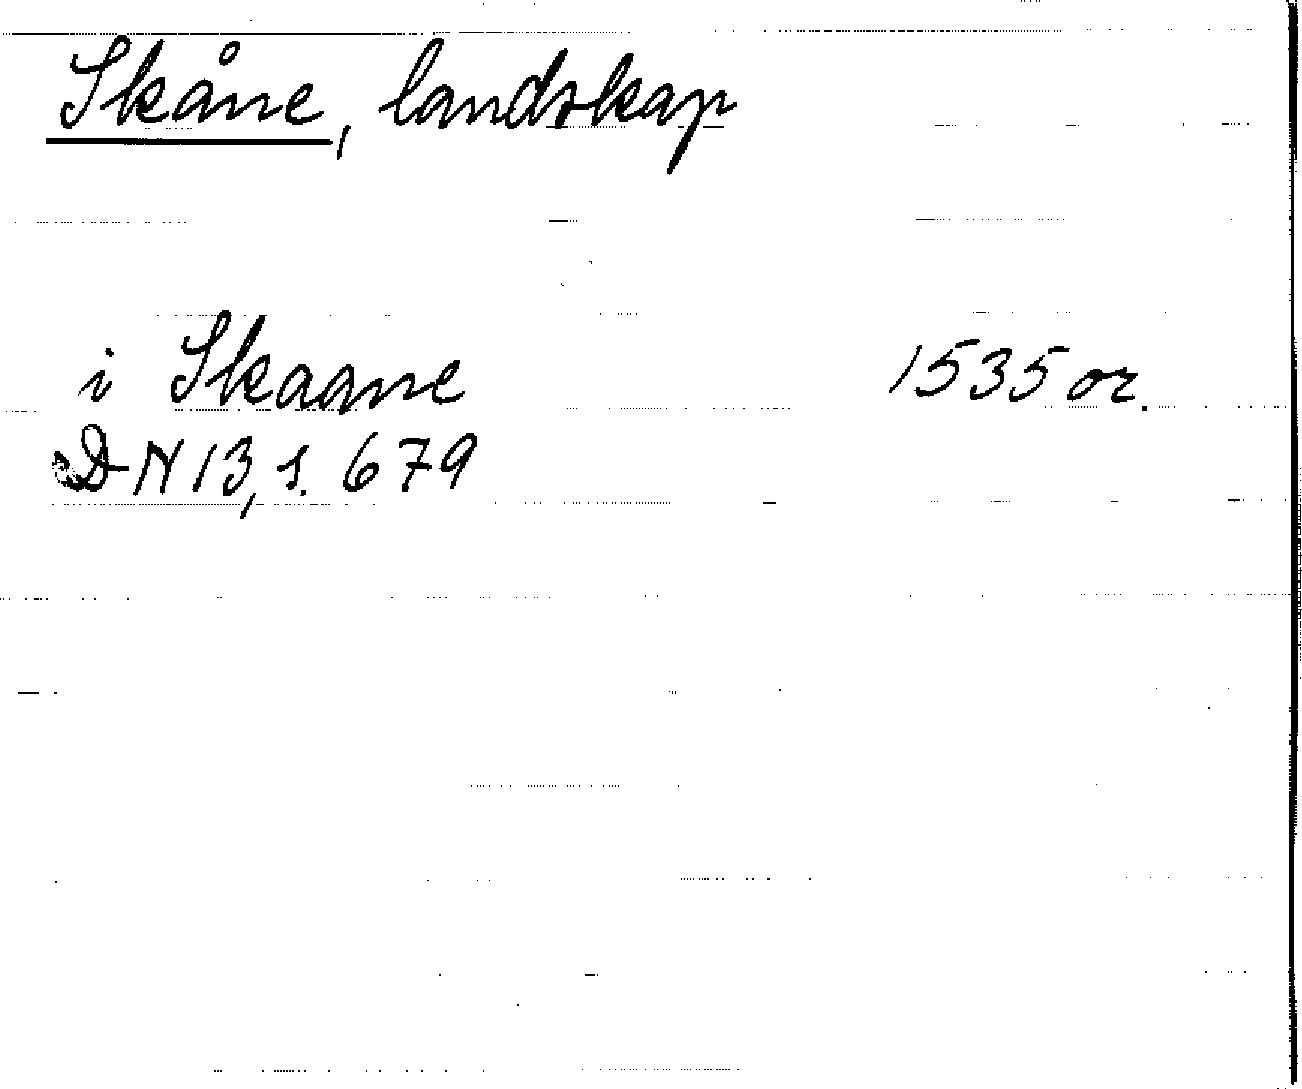 Skåne, landskap
i Skaane 1535 or.
DN 13, s. 679